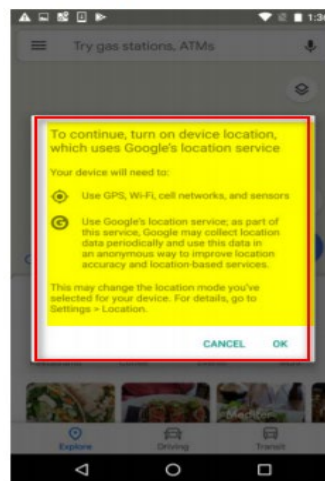 1:36
Try gas stations, ATMs
To continue, turn on device location,
which uses Google's location service
Your device will need to:
Use GPS, Wi-Fi, cell networks, and sensors
Use Google's location service; as part of
this service, Google may collect location
data periodically and use this data in
an anonymous way to improve location
accuracy and location-based services.
This may change the location mode you've
selected for your device. For details, go to
Settings > Location.
CANCEL OK
Explore Driving Transit